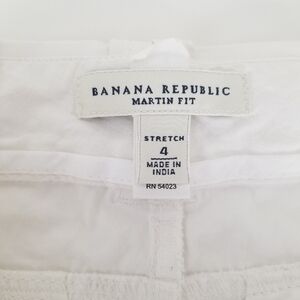 BANANA REPUBLIC
MARTIN FIT
STRETCH
4
MADE IN
INDIA
RN 54023